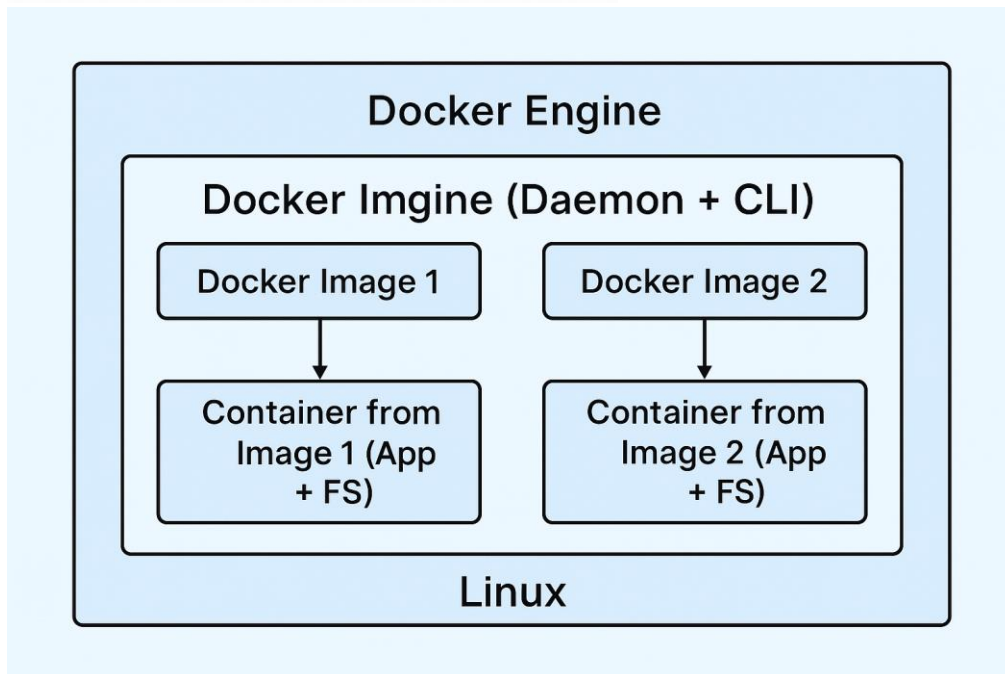 Docker Engine
Docker Imgine (Daemon + CLI)
Docker Image 1
Docker Image 2
Container from
Image 1 (App
+ FS)
Container from
Image 2 (App
+ FS)
Linux